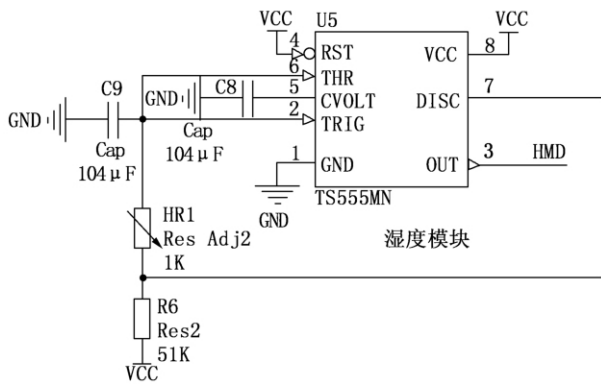 VCC
U5
VCC
4
RST
VCC
8
6
THR
C9
GND
C8
5
CVOLT
DISC
7
GND
2
TRIG
Cap
104μF
Cap
104μF
1
GND
OUT
3
HMD
GND
TS555MN
湿度模块
HR1
Res Adj2
1K
R6
Res2
51K
VCC